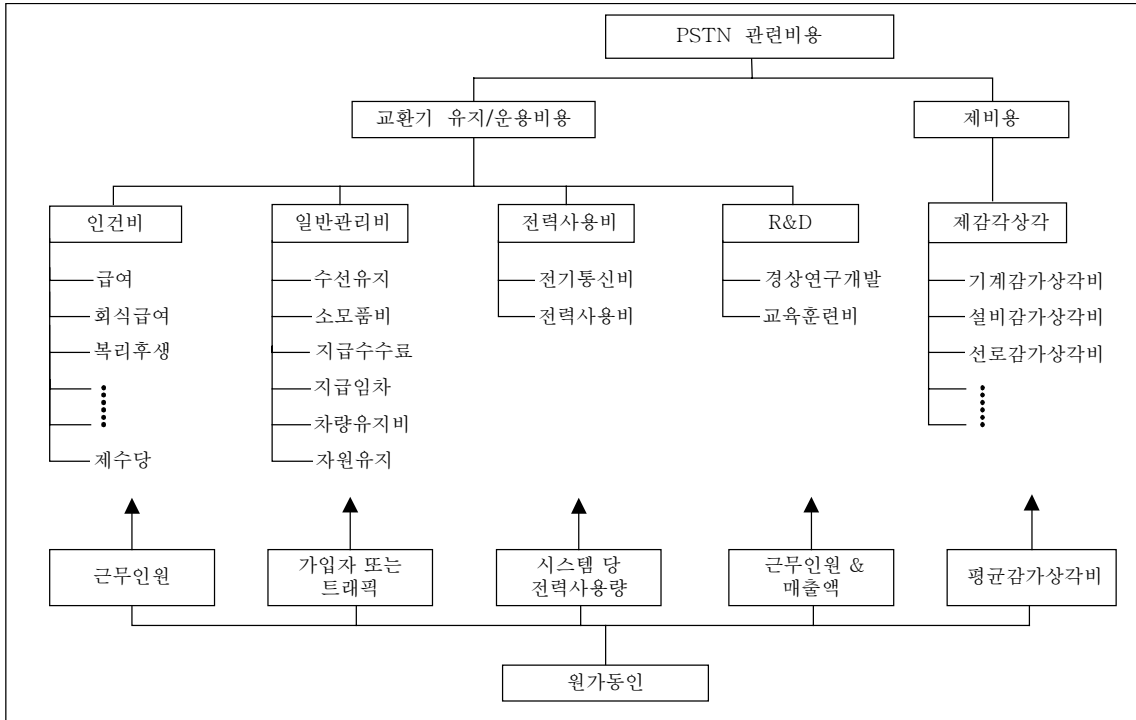 PSTN 관련비용
교환기 유지/운용비용
제비용
인건비
일반관리비
전력사용비
R&D
제감각상각
급여
회식급여
복리후생
제수당
수선유지
소모품비
지급수수료
지급임차
차량유지비
자원유지
전기통신비
전력사용비
경상연구개발
교육훈련비
기계감가상각비
설비감가상각비
선로감가상각비
근무인원
가입자 또는
트래픽
시스템 당
전력사용량
근무인원 &
매출액
평균감가상각비
원가동인